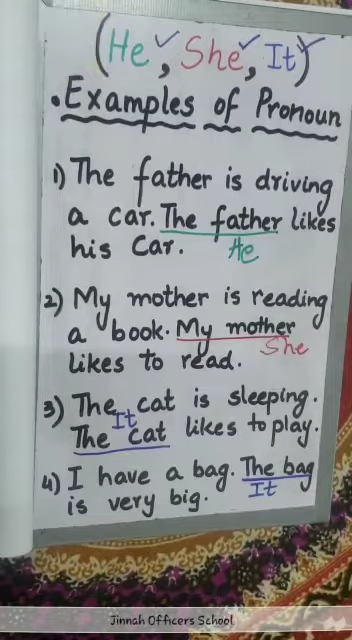 (He✓, She✓, It✓)
.Examples of Pronoun
1) The father is driving
a car. The father likes
his Car. He
2) My mother is reading
a book. My mother
She
likes to read.
3) The cat is sleeping.
It
The cat likes to play.
4) I have a bag. The bag
is very big. It
Jinnah Officers School